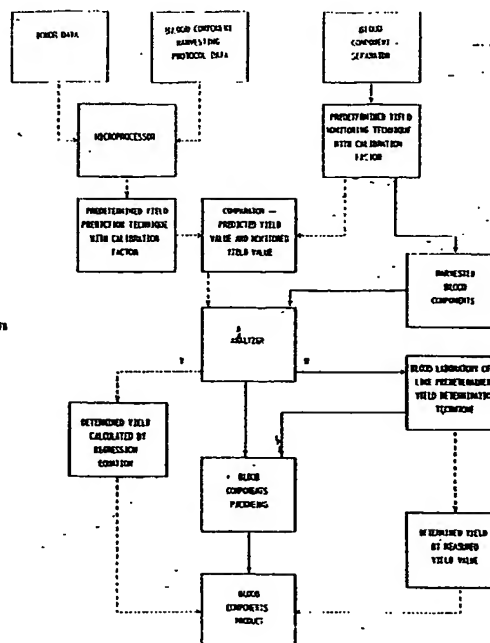 DONOR DATA
BLOOD COMPONENT
HARVESTING
PROTOCOL DATA
BLOOD
COMPONENT
SEPARATOR
MICROPROCESSOR
PREDETERMINED YIELD
MONITORING TECHNIQUE
WITH CALIBRATION
FACTOR
PREDETERMINED YIELD
PREDICTION TECHNIQUE
WITH CALIBRATION
FACTOR
COMPARISON —
PREDICTED YIELD
VALUE AND MONITORED
YIELD VALUE
HARVESTED
BLOOD
COMPONENTS
ANALYZER
BLOOD LABORATORY OR
LIKE PREDETERMINED
YIELD DETERMINATION
TECHNIQUE
DETERMINED YIELD
CALCULATED BY
REGRESSION
EQUATION
BLOOD
COMPONENTS
DETERMINED YIELD
BY MEASURED
YIELD VALUE
BLOOD
COMPONENTS
PRODUCT